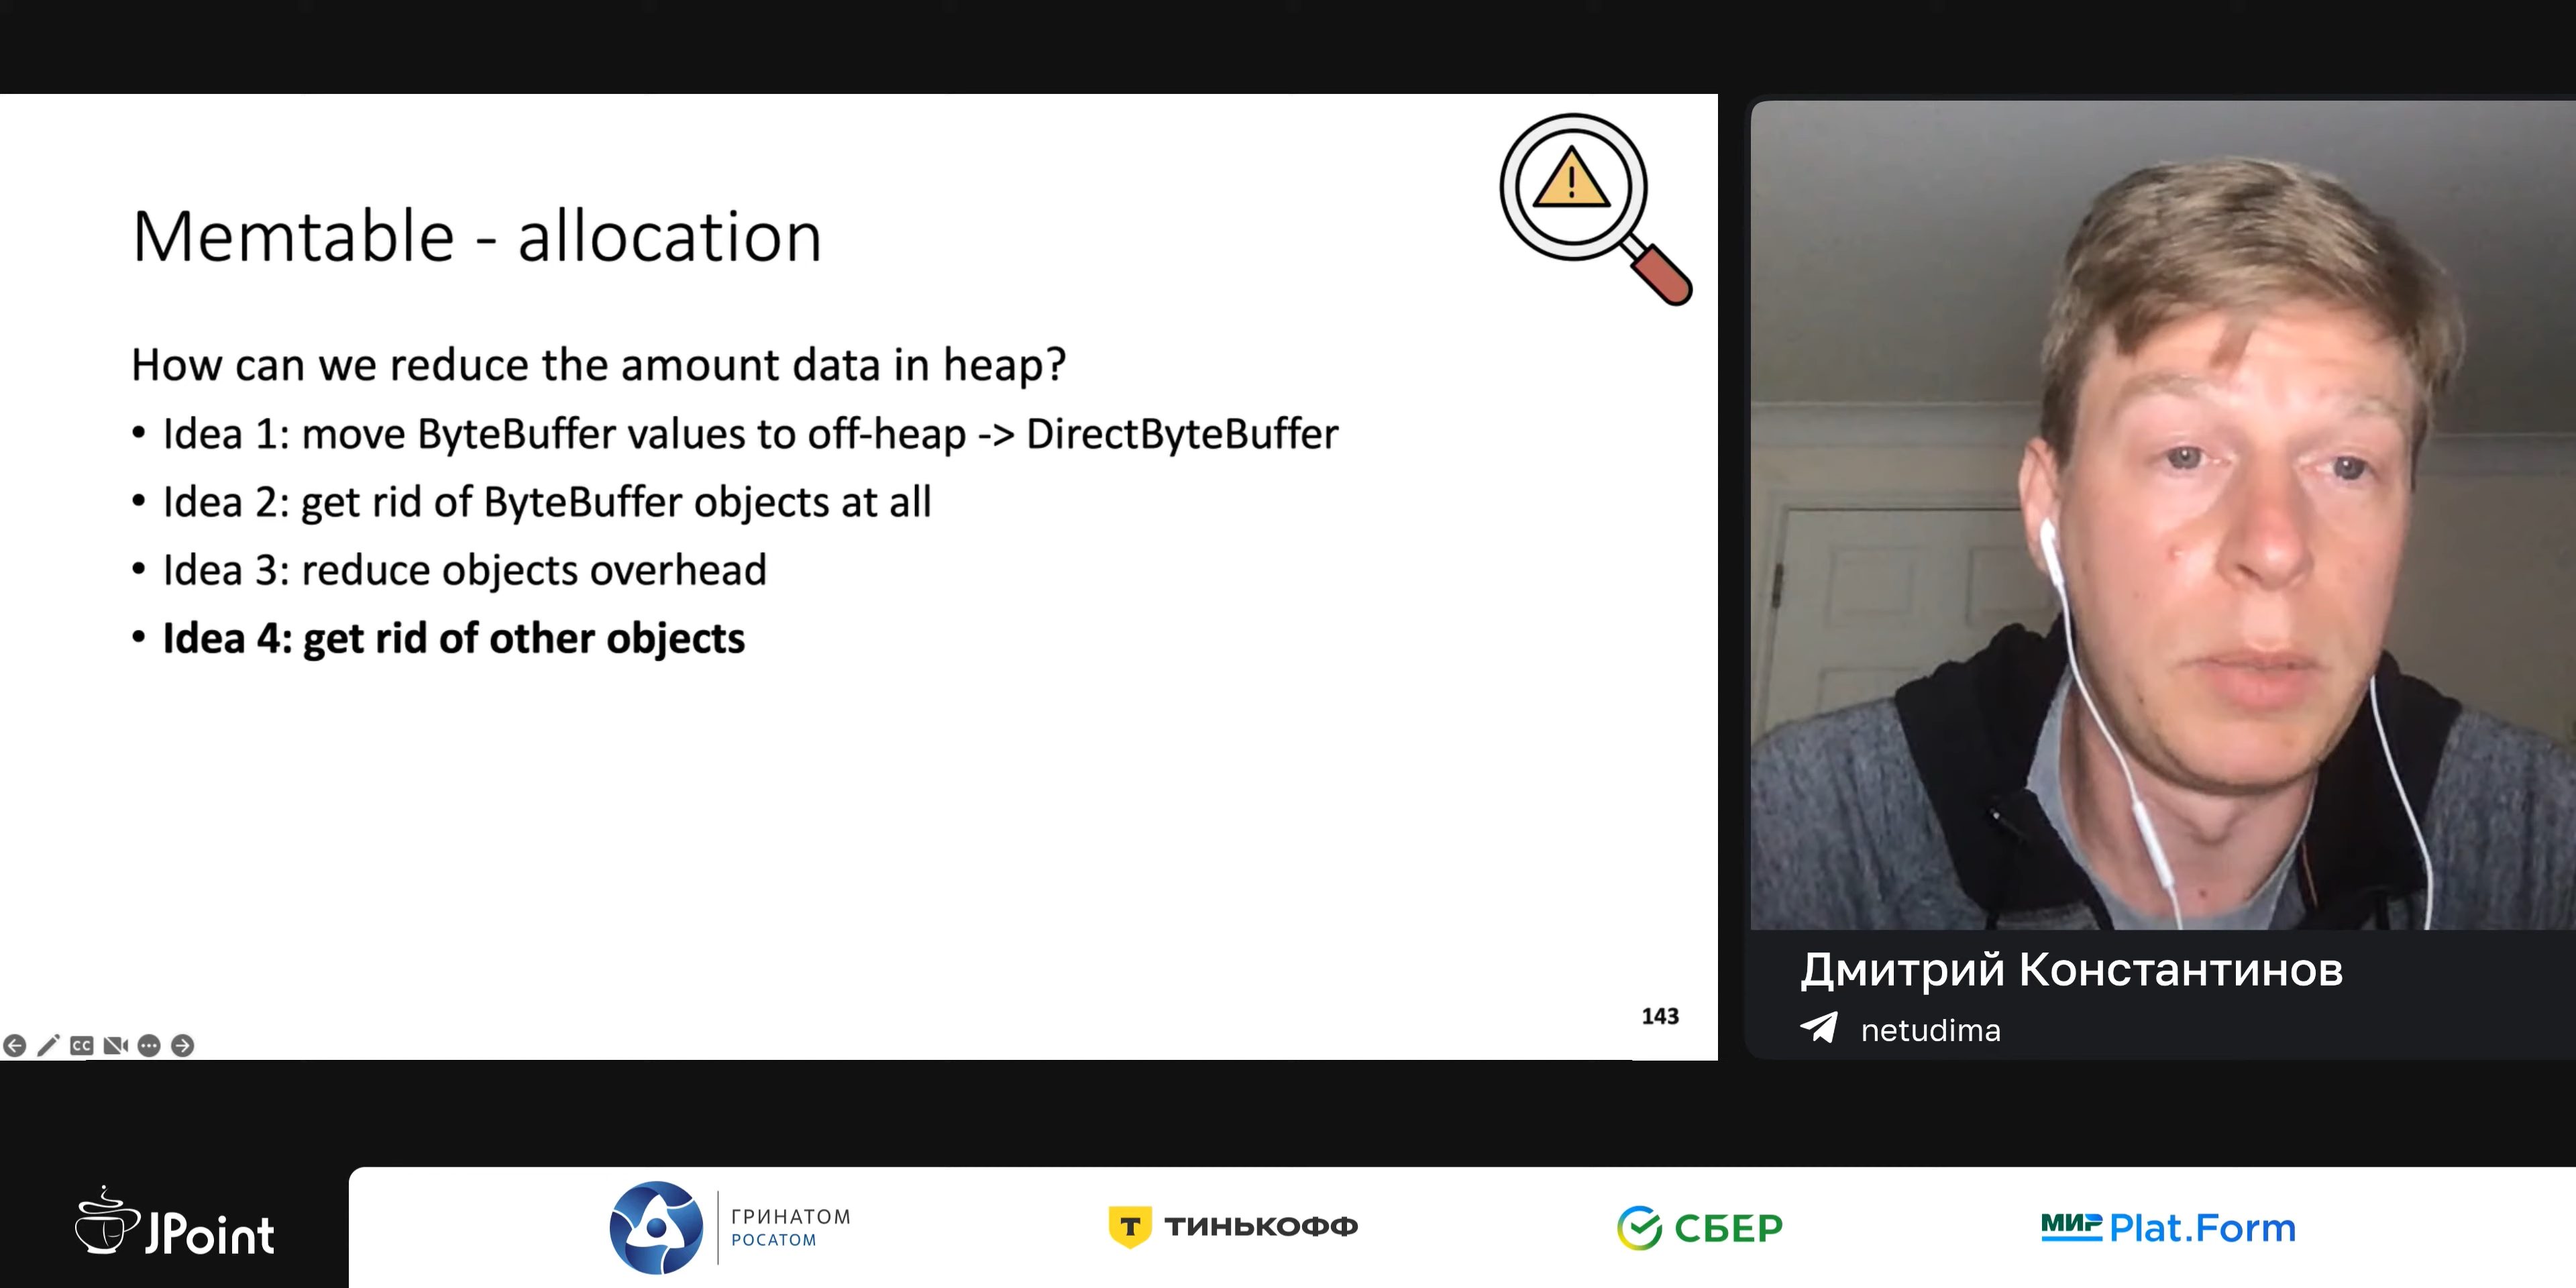 Memtable - allocation
How can we reduce the amount data in heap?
• Idea 1: move ByteBuffer values to off-heap -> DirectByteBuffer
• Idea 2: get rid of ByteBuffer objects at all
• Idea 3: reduce objects overhead
• Idea 4: get rid of other objects
143
CC
Дмитрий Константинов
netudima
JPoint
ГРИНАТОМ
РОСАТОМ
Т ТИНЬКОФФ
СБЕР
МИР Plat.Form